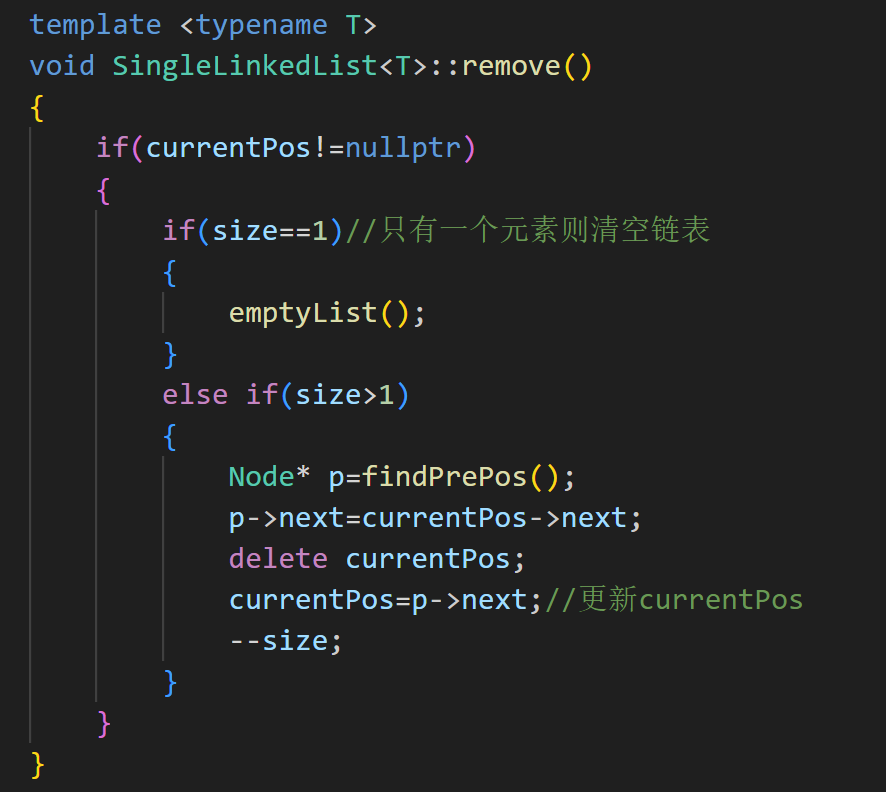 template <typename T>
void SingleLinkedList<T>::remove()
{
    if(currentPos!=nullptr)
    {
        if(size==1)//只有一个元素则清空链表
        {
            emptyList();
        }
        else if(size>1)
        {
            Node* p=findPrePos();
            p->next=currentPos->next;
            delete currentPos;
            currentPos=p->next;//更新currentPos
            --size;
        }
    }
}